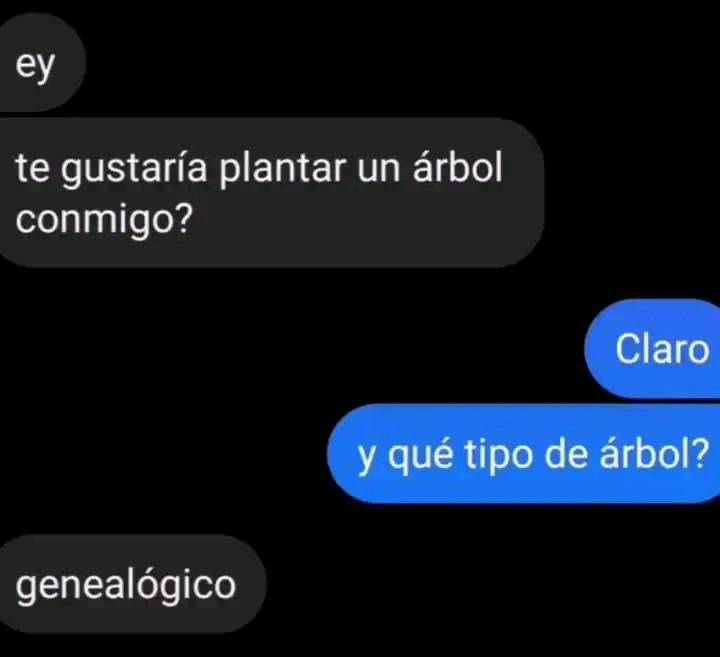 ey
te gustaría plantar un árbol
conmigo?
Claro
y qué tipo de árbol?
genealógico